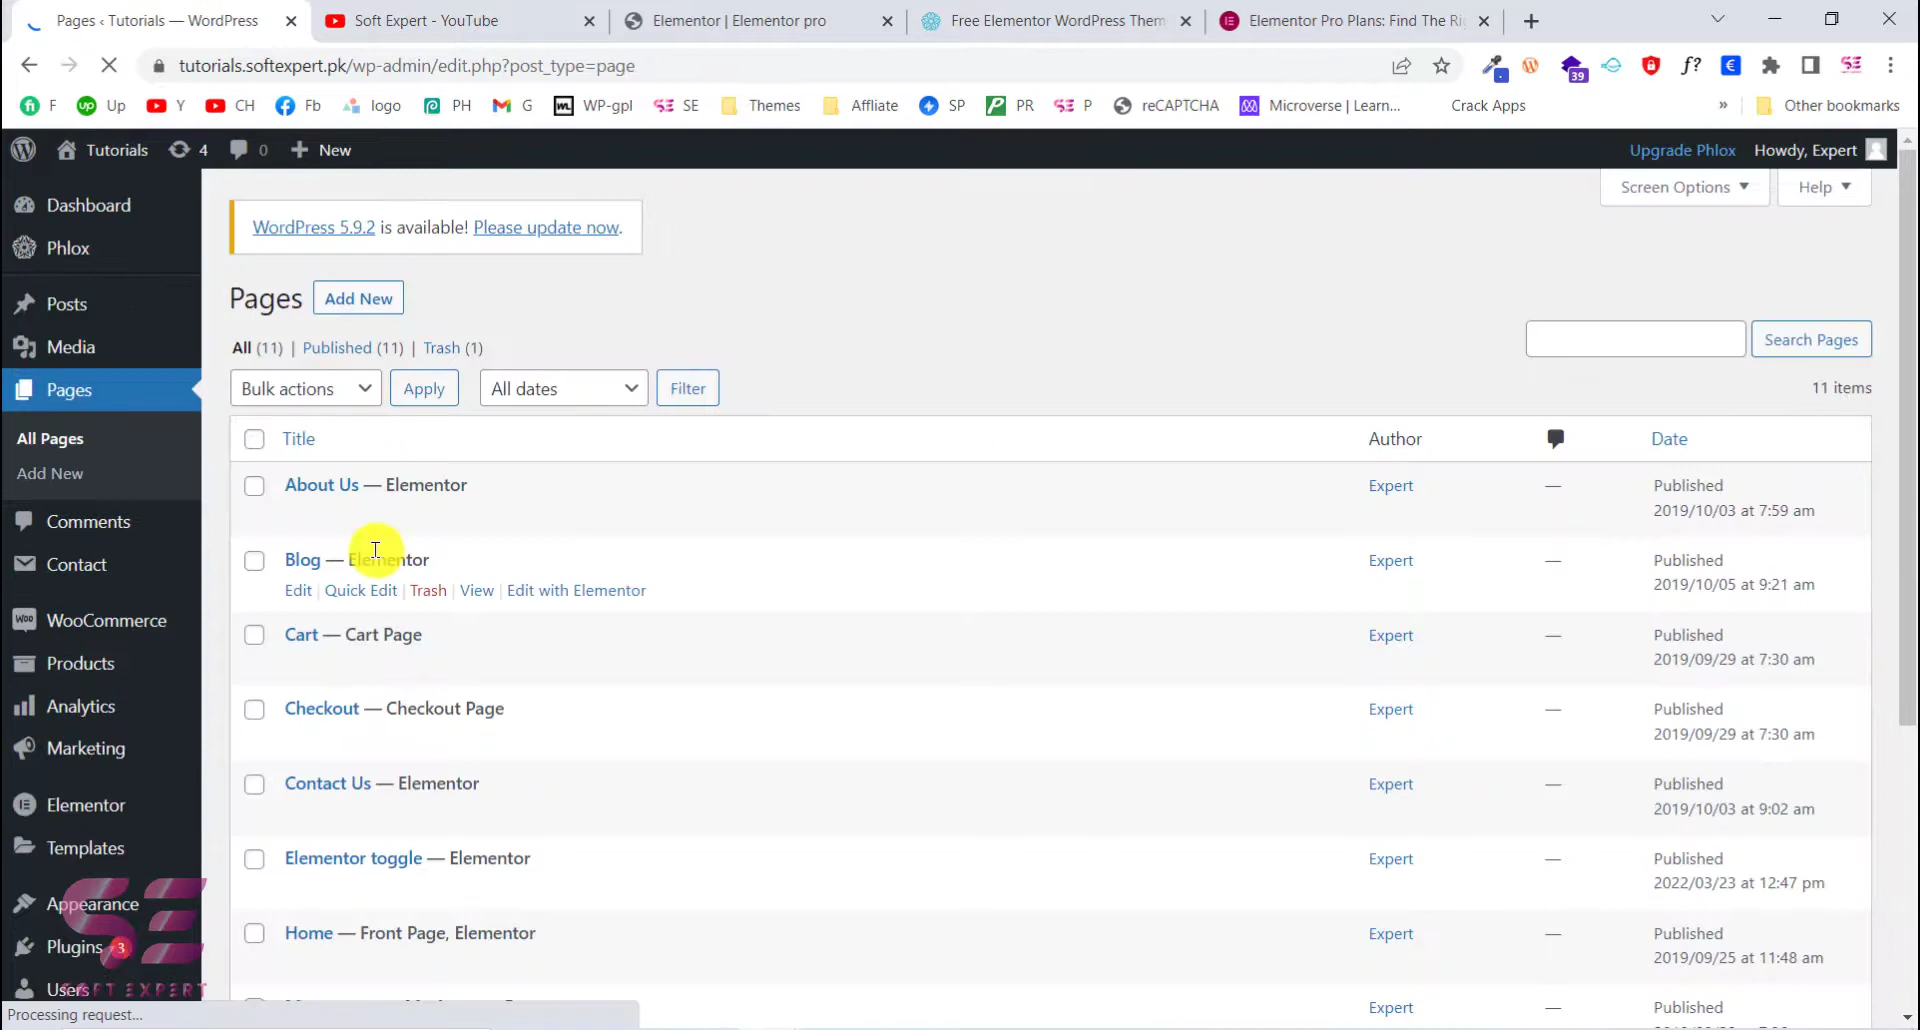 Pages ‹ Tutorials — WordPress
Soft Expert - YouTube
Elementor | Elementor pro
Free Elementor WordPress Them
Elementor Pro Plans: Find The Ri
tutorials.softexpert.pk/wp-admin/edit.php?post_type=page
39
f?
F
Up
Y
CH
Fb
logo
PH
G
WP-gpl
SE
Themes
Affliate
SP
PR
P
reCAPTCHA
Microverse | Learn...
Crack Apps
»
Other bookmarks
Tutorials
4
0
New
Upgrade Phlox
Howdy, Expert
Screen Options
Help
Dashboard
Phlox
Posts
Media
Pages
All Pages
Add New
Comments
Contact
WooCommerce
Products
Analytics
Marketing
Elementor
Templates
Appearance
Plugins 3
Users
SOFT EXPERT
WordPress 5.9.2 is available! Please update now.
Pages Add New
All (11) | Published (11) | Trash (1)
Search Pages
Bulk actions Apply All dates Filter
11 items
Title Author Date
About Us — Elementor Expert — Published
2019/10/03 at 7:59 am
Blog — Elementor Expert — Published
Edit | Quick Edit | Trash | View | Edit with Elementor 2019/10/05 at 9:21 am
Cart — Cart Page Expert — Published
2019/09/29 at 7:30 am
Checkout — Checkout Page Expert — Published
2019/09/29 at 7:30 am
Contact Us — Elementor Expert — Published
2019/10/03 at 9:02 am
Elementor toggle — Elementor Expert — Published
2022/03/23 at 12:47 pm
Home — Front Page, Elementor Expert — Published
2019/09/25 at 11:48 am
Expert — Published
Processing request...